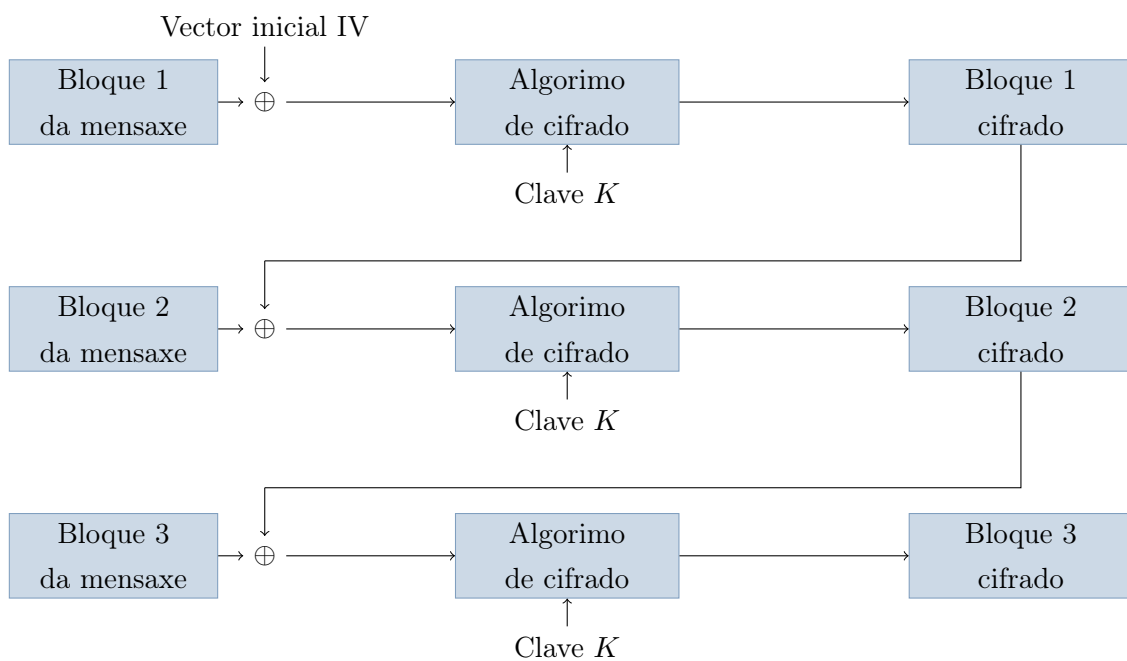 Vector inicial IV
Bloque 1
da mensaxe
⊕
Algorimo
de cifrado
Bloque 1
cifrado
Clave K
Bloque 2
da mensaxe
⊕
Algorimo
de cifrado
Bloque 2
cifrado
Clave K
Bloque 3
da mensaxe
⊕
Algorimo
de cifrado
Bloque 3
cifrado
Clave K